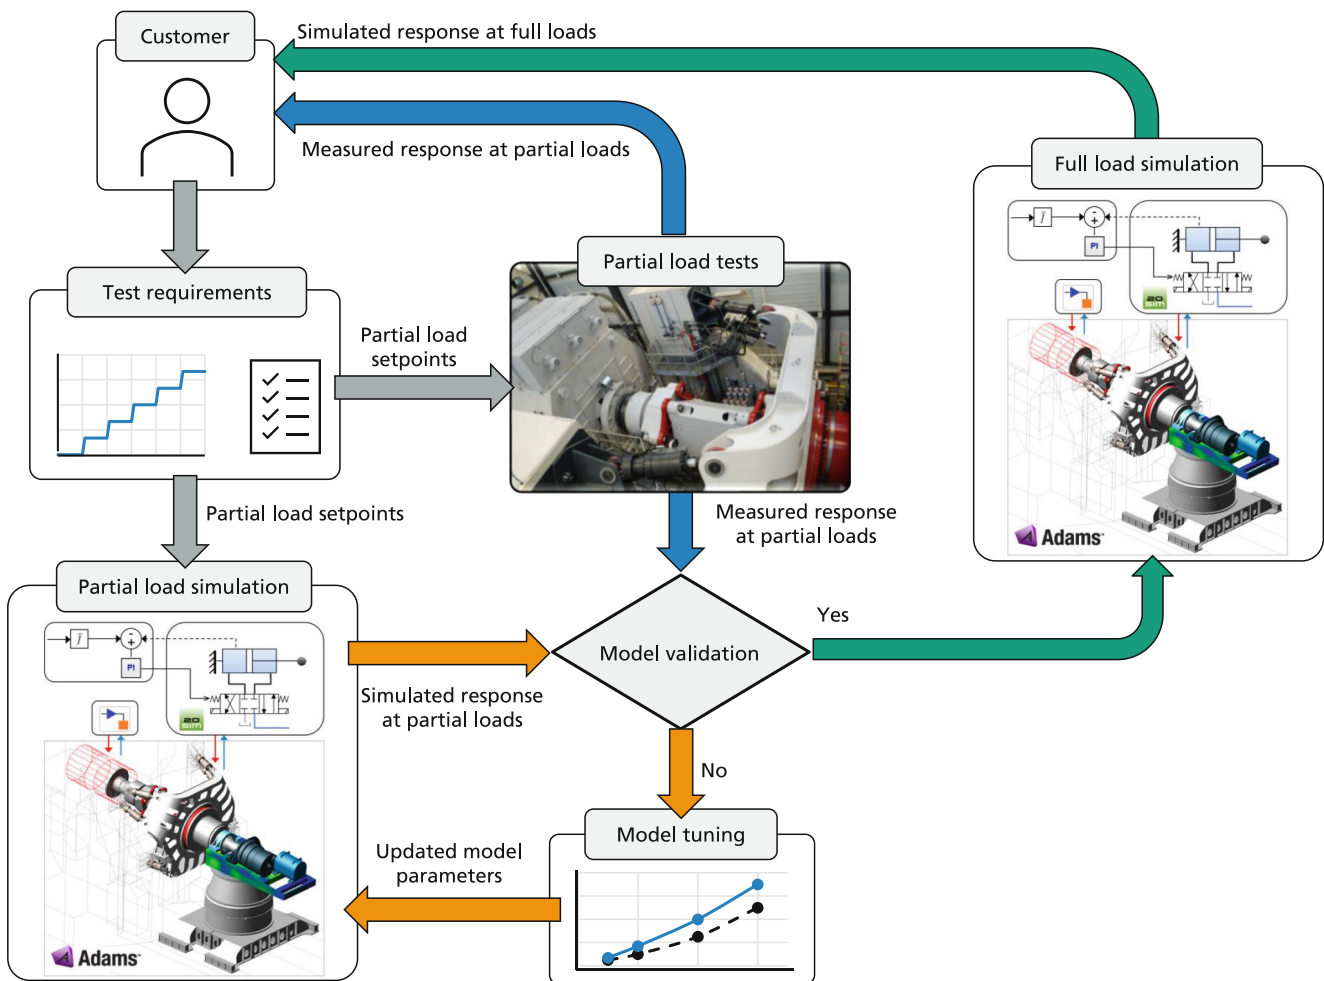 Customer
Simulated response at full loads
Measured response at partial loads
Full load simulation
J̄
-
+
PI
20
SIM
Adams™
Partial load tests
Test requirements
Partial load
setpoints
Partial load setpoints
Measured response
at partial loads
Partial load simulation
-
+
PI
20
SIM
Adams™
Simulated response
at partial loads
Model validation
Yes
No
Model tuning
Updated model
parameters